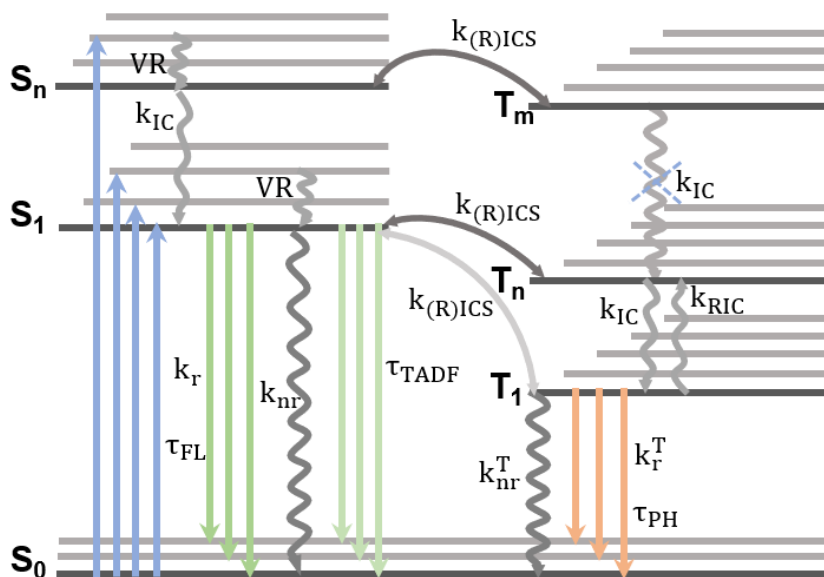 k(R)ICS
VR
Sn
Tm
kIC
kIC
VR
S1
k(R)ICS
Tn
kIC
kRIC
k(R)ICS
kr
knr
τTADF
T1
τFL
kTnr
kTr
τPH
S0